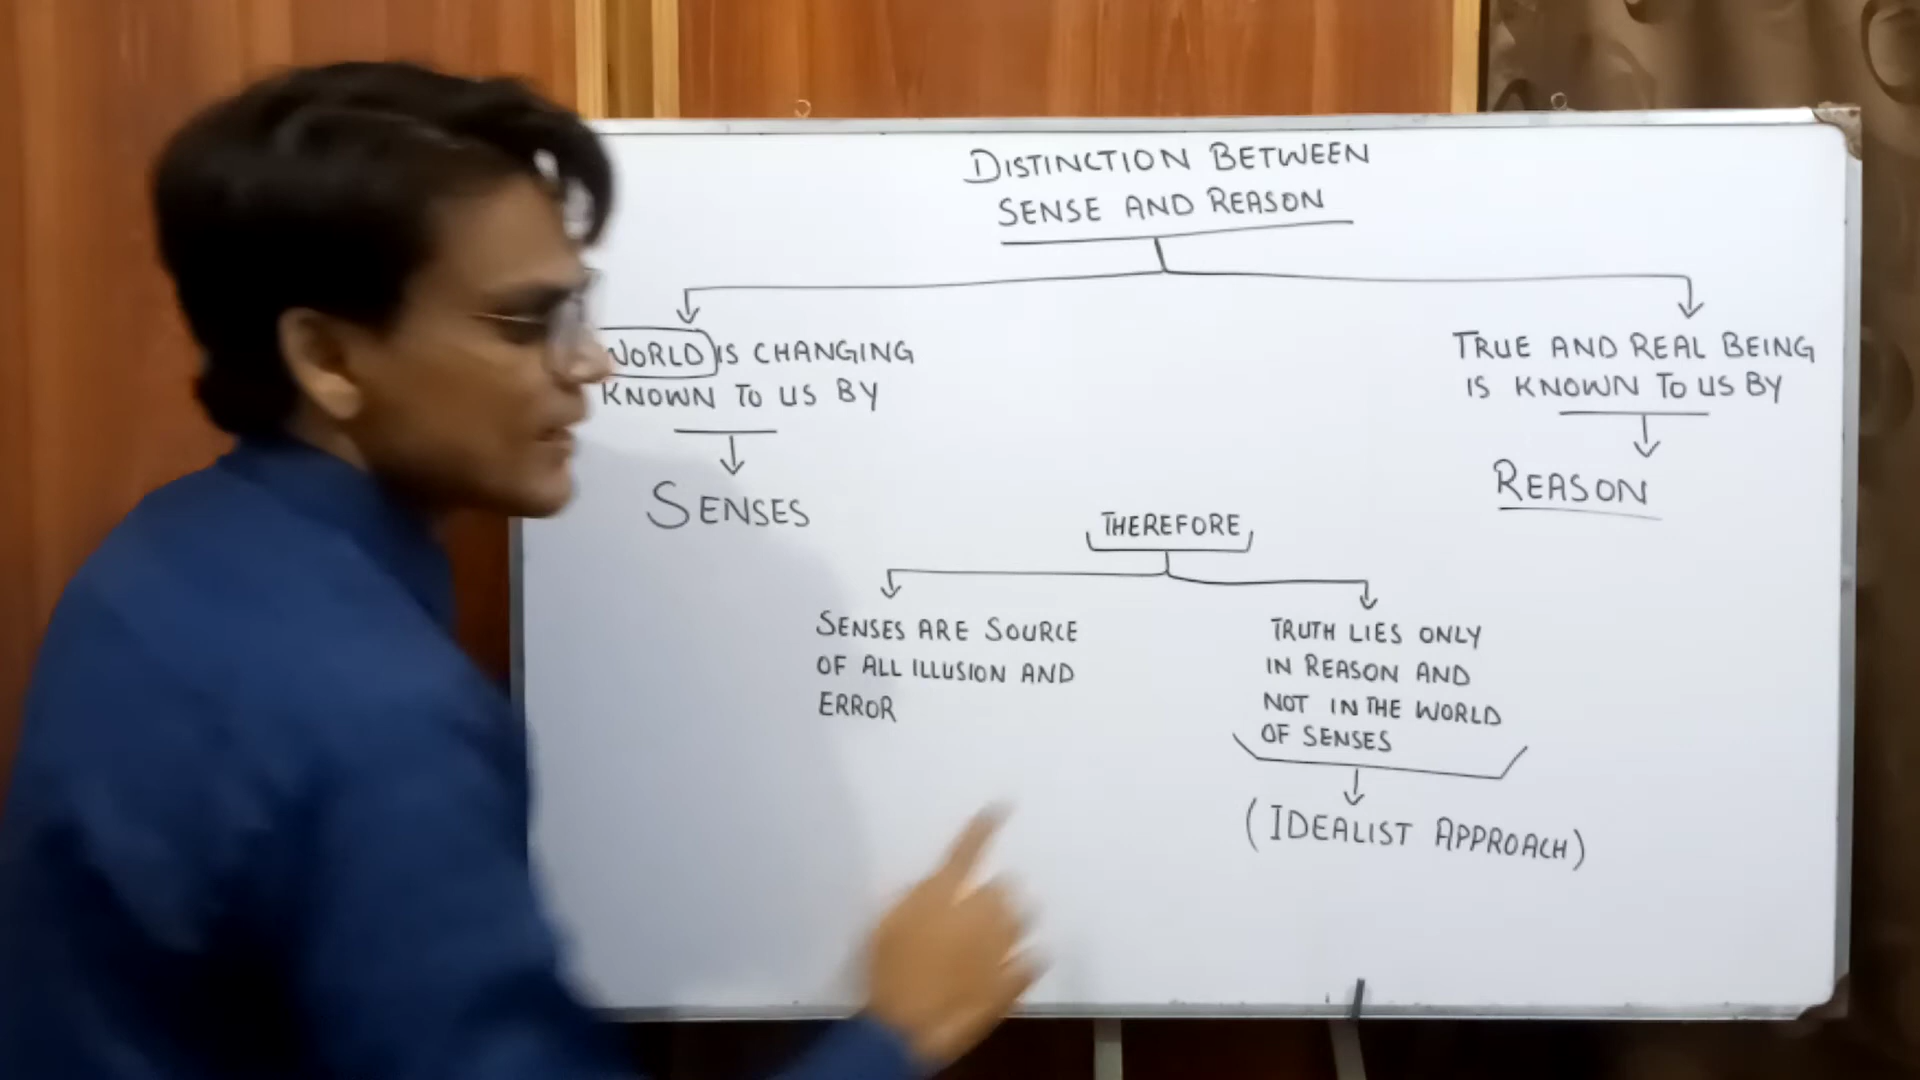 DISTINCTION BETWEEN
SENSE AND REASON
WORLD IS CHANGING
KNOWN TO US BY
SENSES
TRUE AND REAL BEING
IS KNOWN TO US BY
REASON
THEREFORE
SENSES ARE SOURCE
OF ALL ILLUSION AND
ERROR
TRUTH LIES ONLY
IN REASON AND
NOT IN THE WORLD
OF SENSES
(IDEALIST APPROACH)